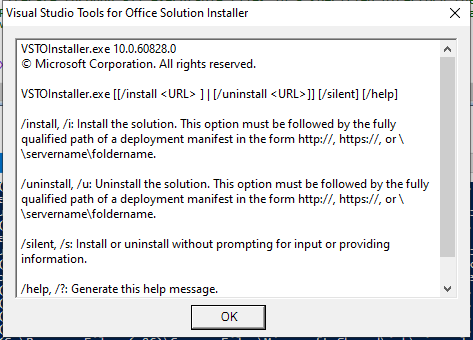 Visual Studio Tools for Office Solution Installer
VSTOInstaller.exe 10.0.60828.0
© Microsoft Corporation. All rights reserved.
VSTOInstaller.exe [[/install <URL> ] | [/uninstall <URL>]] [/silent] [/help]
/install, /i: Install the solution. This option must be followed by the fully
qualified path of a deployment manifest in the form http://, https://, or \
\servername\foldername.
/uninstall, /u: Uninstall the solution. This option must be followed by the fully
qualified path of a deployment manifest in the form http://, https://, or \
\servername\foldername.
/silent, /s: Install or uninstall without prompting for input or providing
information.
/help, /?: Generate this help message.
OK